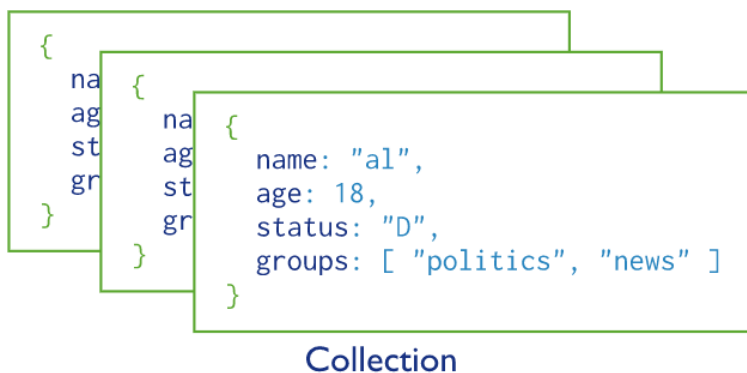 {
na
ag
st
gr
}
{
na
ag
st
gr
}
{
name: "al",
age: 18,
status: "D",
groups: [ "politics", "news" ]
}
Collection